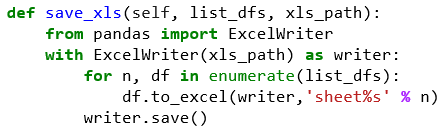 def save_xls(self, list_dfs, xls_path):
    from pandas import ExcelWriter
    with ExcelWriter(xls_path) as writer:
        for n, df in enumerate(list_dfs):
            df.to_excel(writer,'sheet%s' % n)
        writer.save()